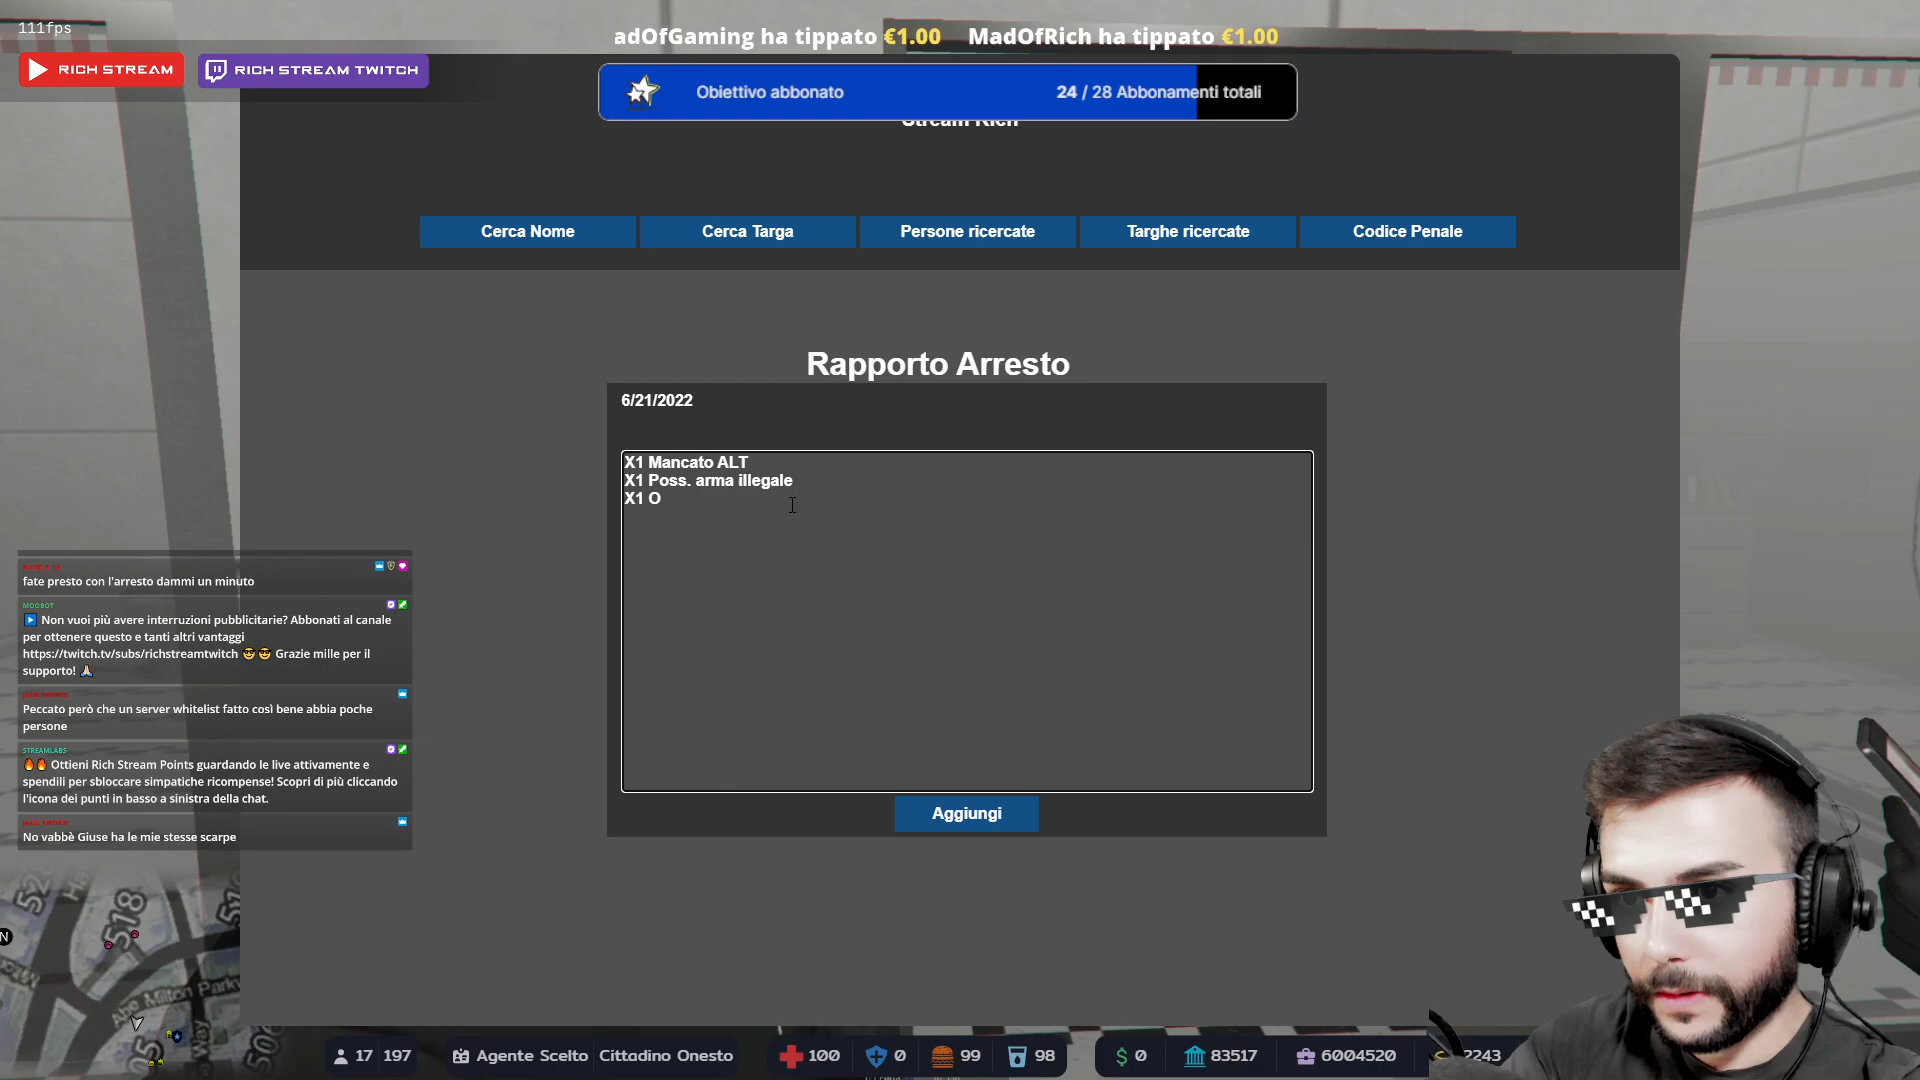 111fps
adOfGaming ha tippato €1.00 MadOfRich ha tippato €1.00
RICH STREAM
RICH STREAM TWITCH
Obiettivo abbonato 24 / 28 Abbonamenti totali
Stream Rich
Cerca Nome Cerca Targa Persone ricercate Targhe ricercate Codice Penale
Rapporto Arresto
6/21/2022
X1 Mancato ALT
X1 Poss. arma illegale
X1 O
Aggiungi
fate presto con l'arresto dammi un minuto
MOOBOT
Non vuoi più avere interruzioni pubblicitarie? Abbonati al canale
per ottenere questo e tanti altri vantaggi
https://twitch.tv/subs/richstreamtwitch 😎 😎 Grazie mille per il
supporto! 🙏
Peccato però che un server whitelist fatto così bene abbia poche
persone
STREAMLABS
🔥🔥 Ottieni Rich Stream Points guardando le live attivamente e
spendili per sbloccare simpatiche ricompense! Scopri di più cliccando
l'icona dei punti in basso a sinistra della chat.
No vabbè Giuse ha le mie stesse scarpe
N
518
17 197 Agente Scelto Cittadino Onesto 100 0 99 98 $ 0 83517 6004520 2243